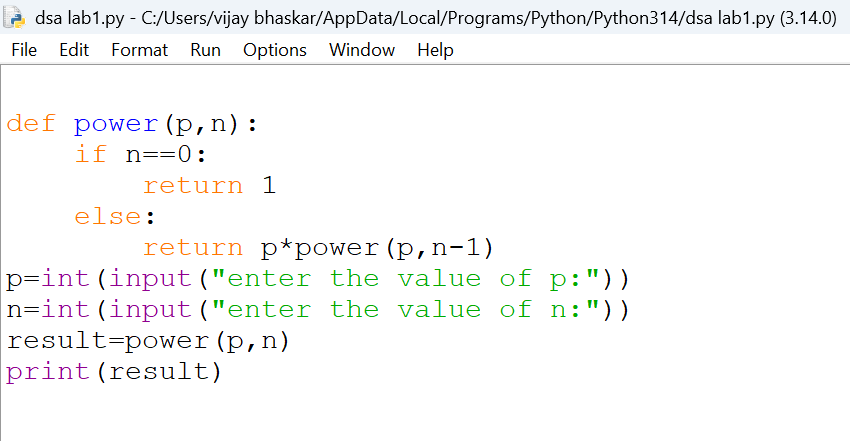 dsa lab1.py - C:/Users/vijay bhaskar/AppData/Local/Programs/Python/Python314/dsa lab1.py (3.14.0)
File Edit Format Run Options Window Help
def power(p,n):
    if n==0:
        return 1
    else:
        return p*power(p,n-1)
p=int(input("enter the value of p:"))
n=int(input("enter the value of n:"))
result=power(p,n)
print(result)